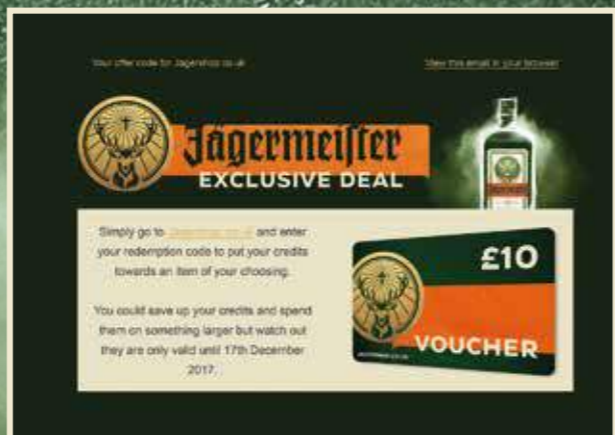 Your offer code for Jagershop.co.uk
View this email in your browser
Jägermeiſter
EXCLUSIVE DEAL
Simply go to Jagershop.co.uk and enter
your redemption code to put your credits
towards an item of your choosing.
You could save up your credits and spend
them on something larger but watch out
they are only valid until 17th December
2017.
£10
VOUCHER